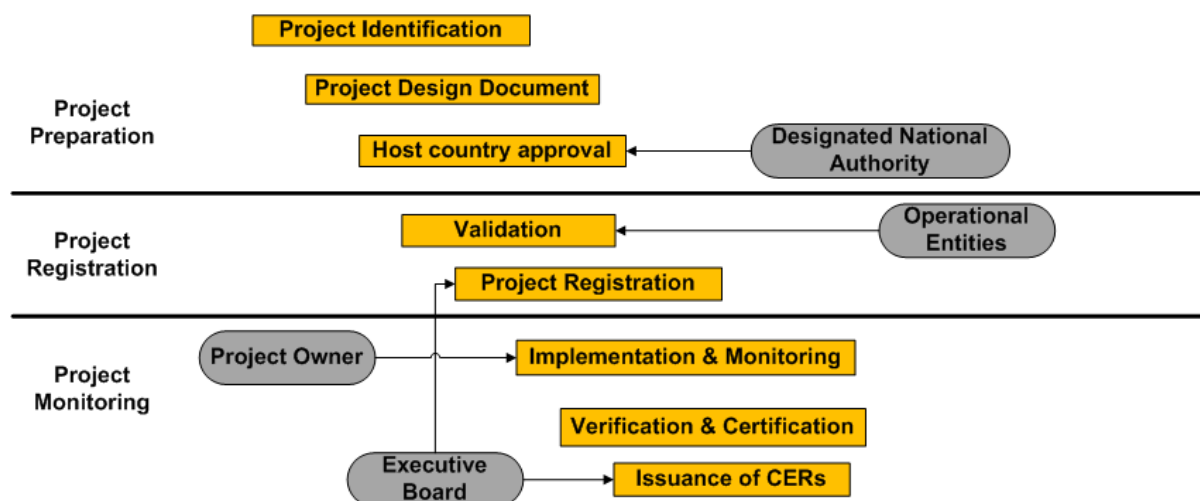 Project Identification
Project Design Document
Project
Preparation
Host country approval
Designated National
Authority
Project
Registration
Validation
Operational
Entities
Project Registration
Project Owner
Implementation & Monitoring
Project
Monitoring
Verification & Certification
Executive
Board
Issuance of CERs